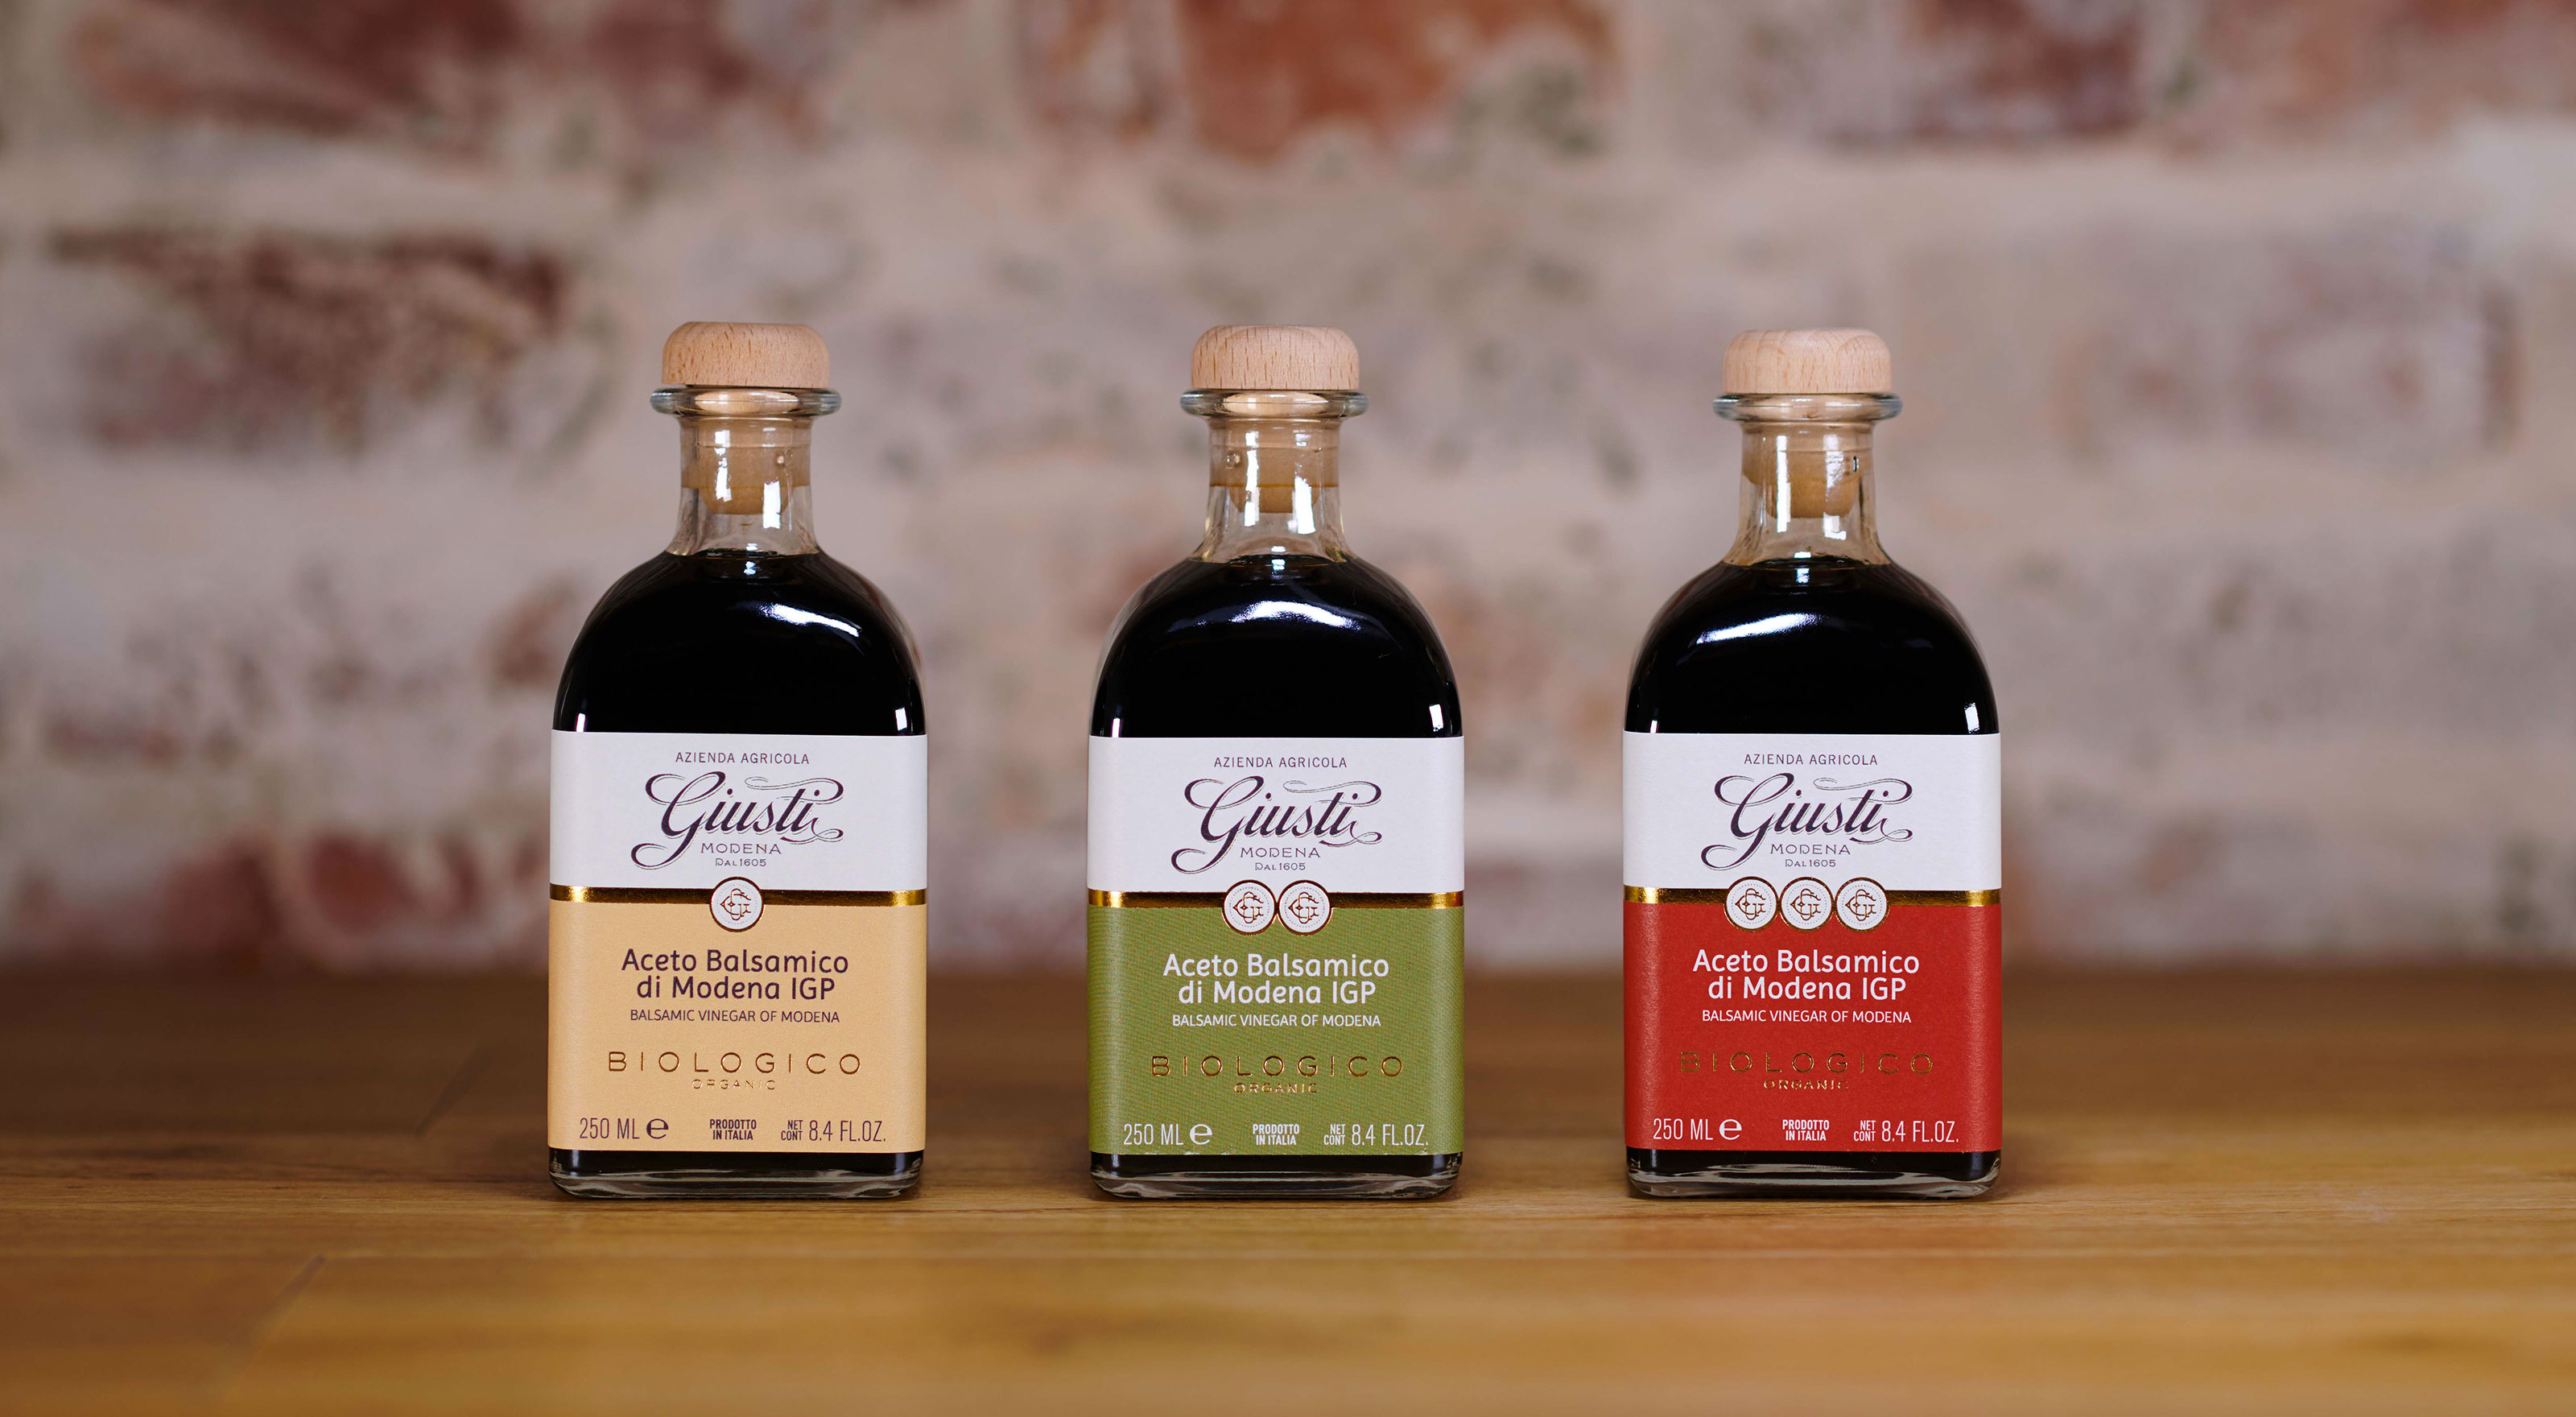 AZIENDA AGRICOLA
Giusti
MODENA
DAL 1605
Aceto Balsamico
di Modena IGP
BALSAMIC VINEGAR OF MODENA
BIOLOGICO
ORGANIC
250 ML ℮
PRODOTTO
IN ITALIA
NET
CONT 8.4 FL.OZ.
AZIENDA AGRICOLA
Giusti
MODENA
DAL 1605
Aceto Balsamico
di Modena IGP
BALSAMIC VINEGAR OF MODENA
BIOLOGICO
ORGANIC
250 ML ℮
PRODOTTO
IN ITALIA
NET
CONT 8.4 FL.OZ.
AZIENDA AGRICOLA
Giusti
MODENA
DAL 1605
Aceto Balsamico
di Modena IGP
BALSAMIC VINEGAR OF MODENA
BIOLOGICO
ORGANIC
250 ML ℮
PRODOTTO
IN ITALIA
NET
CONT 8.4 FL.OZ.